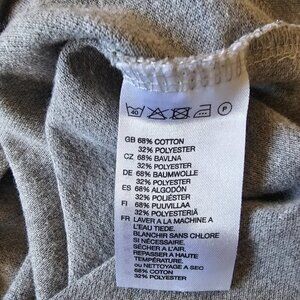 40 P
GB 68% COTTON
32% POLYESTER
CZ 68% BAVLNA
32% POLYESTER
DE 68% BAUMWOLLE
32% POLYESTER
ES 68% ALGODÓN
32% POLIÉSTER
FI 68% PUUVILLAA
32% POLYESTERIÄ
FR LAVER A LA MACHINE A
L'EAU TIEDE.
BLANCHIR SANS CHLORE
SI NÉCESSAIRE.
SÉCHER A L'AIR.
REPASSER A HAUTE
TEMPÉRATURE.
ou NETTOYAGE A SEC
68% COTON
32% POLYESTER